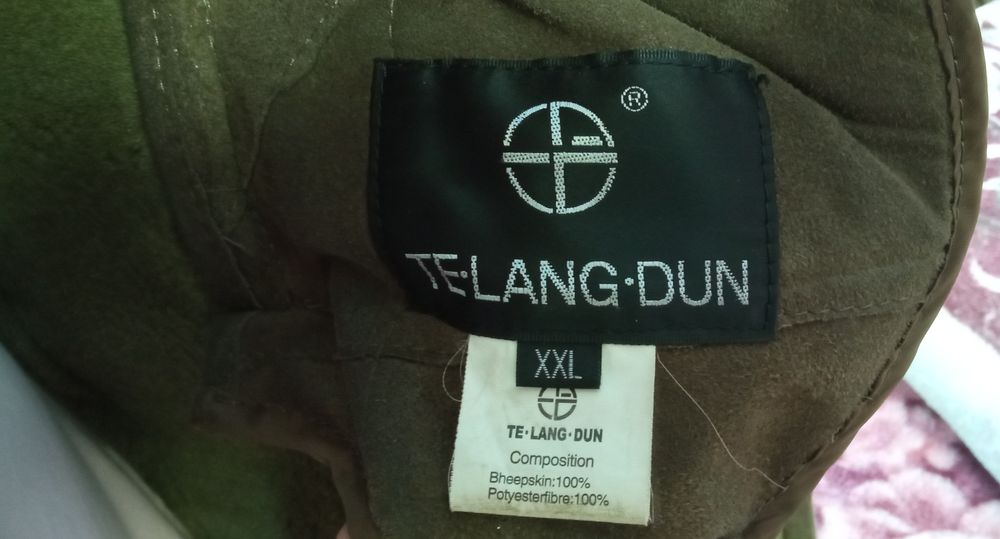 ®
TE·LANG·DUN
XXL
TE·LANG·DUN
Composition
Bheepskin:100%
Potyesterfibre:100%